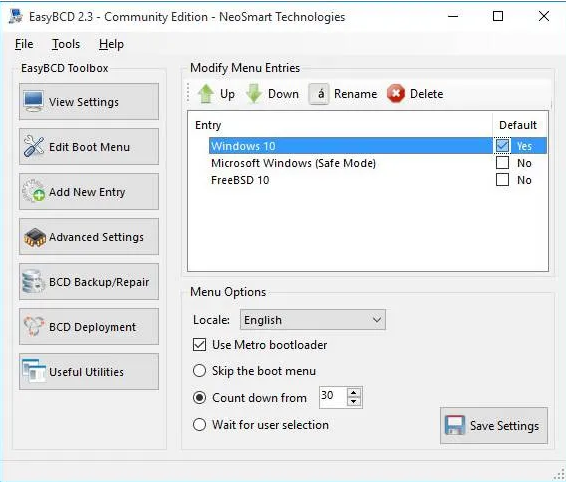 EasyBCD 2.3 - Community Edition - NeoSmart Technologies
File Tools Help
EasyBCD Toolbox
View Settings
Edit Boot Menu
Add New Entry
Advanced Settings
BCD Backup/Repair
BCD Deployment
Useful Utilities
Modify Menu Entries
Up Down á Rename Delete
Entry Default
Windows 10 Yes
Microsoft Windows (Safe Mode) No
FreeBSD 10 No
Menu Options
Locale: English
Use Metro bootloader
Skip the boot menu
Count down from 30
Wait for user selection
Save Settings